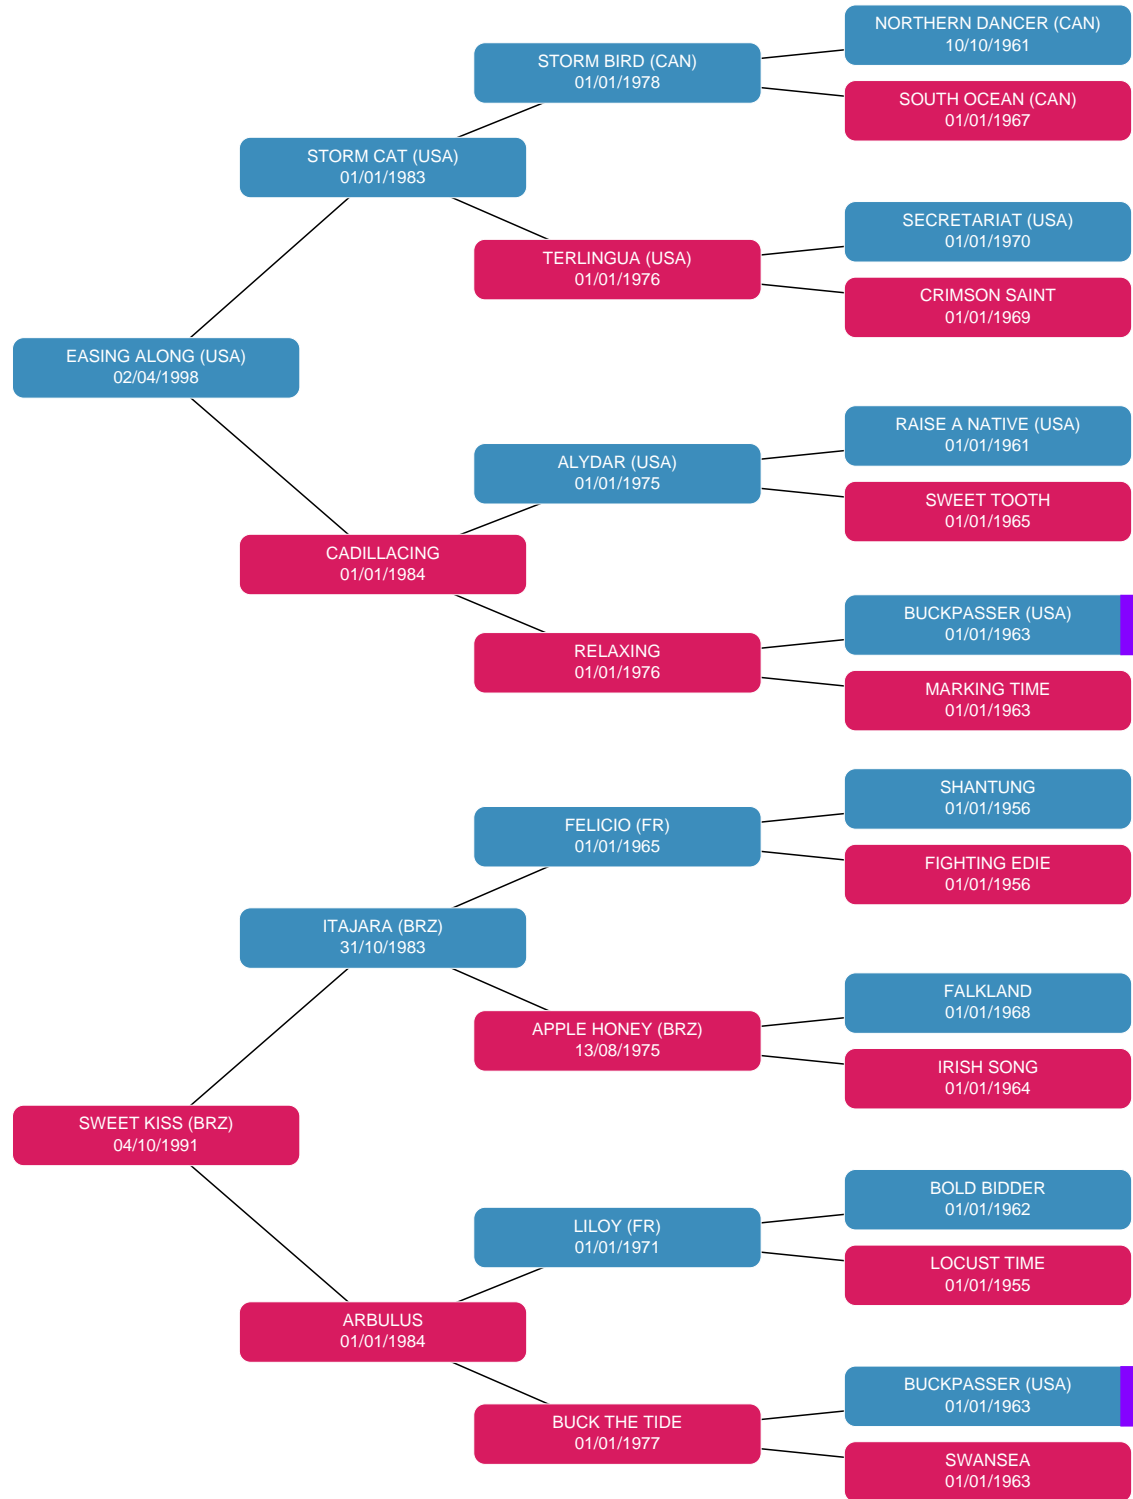 NORTHERN DANCER (CAN)
10/10/1961
STORM BIRD (CAN)
01/01/1978
SOUTH OCEAN (CAN)
01/01/1967
STORM CAT (USA)
01/01/1983
SECRETARIAT (USA)
01/01/1970
TERLINGUA (USA)
01/01/1976
CRIMSON SAINT
01/01/1969
EASING ALONG (USA)
02/04/1998
RAISE A NATIVE (USA)
01/01/1961
ALYDAR (USA)
01/01/1975
SWEET TOOTH
01/01/1965
CADILLACING
01/01/1984
BUCKPASSER (USA)
01/01/1963
RELAXING
01/01/1976
MARKING TIME
01/01/1963
SHANTUNG
01/01/1956
FELICIO (FR)
01/01/1965
FIGHTING EDIE
01/01/1956
ITAJARA (BRZ)
31/10/1983
FALKLAND
01/01/1968
APPLE HONEY (BRZ)
13/08/1975
IRISH SONG
01/01/1964
SWEET KISS (BRZ)
04/10/1991
BOLD BIDDER
01/01/1962
LILOY (FR)
01/01/1971
LOCUST TIME
01/01/1955
ARBULUS
01/01/1984
BUCKPASSER (USA)
01/01/1963
BUCK THE TIDE
01/01/1977
SWANSEA
01/01/1963